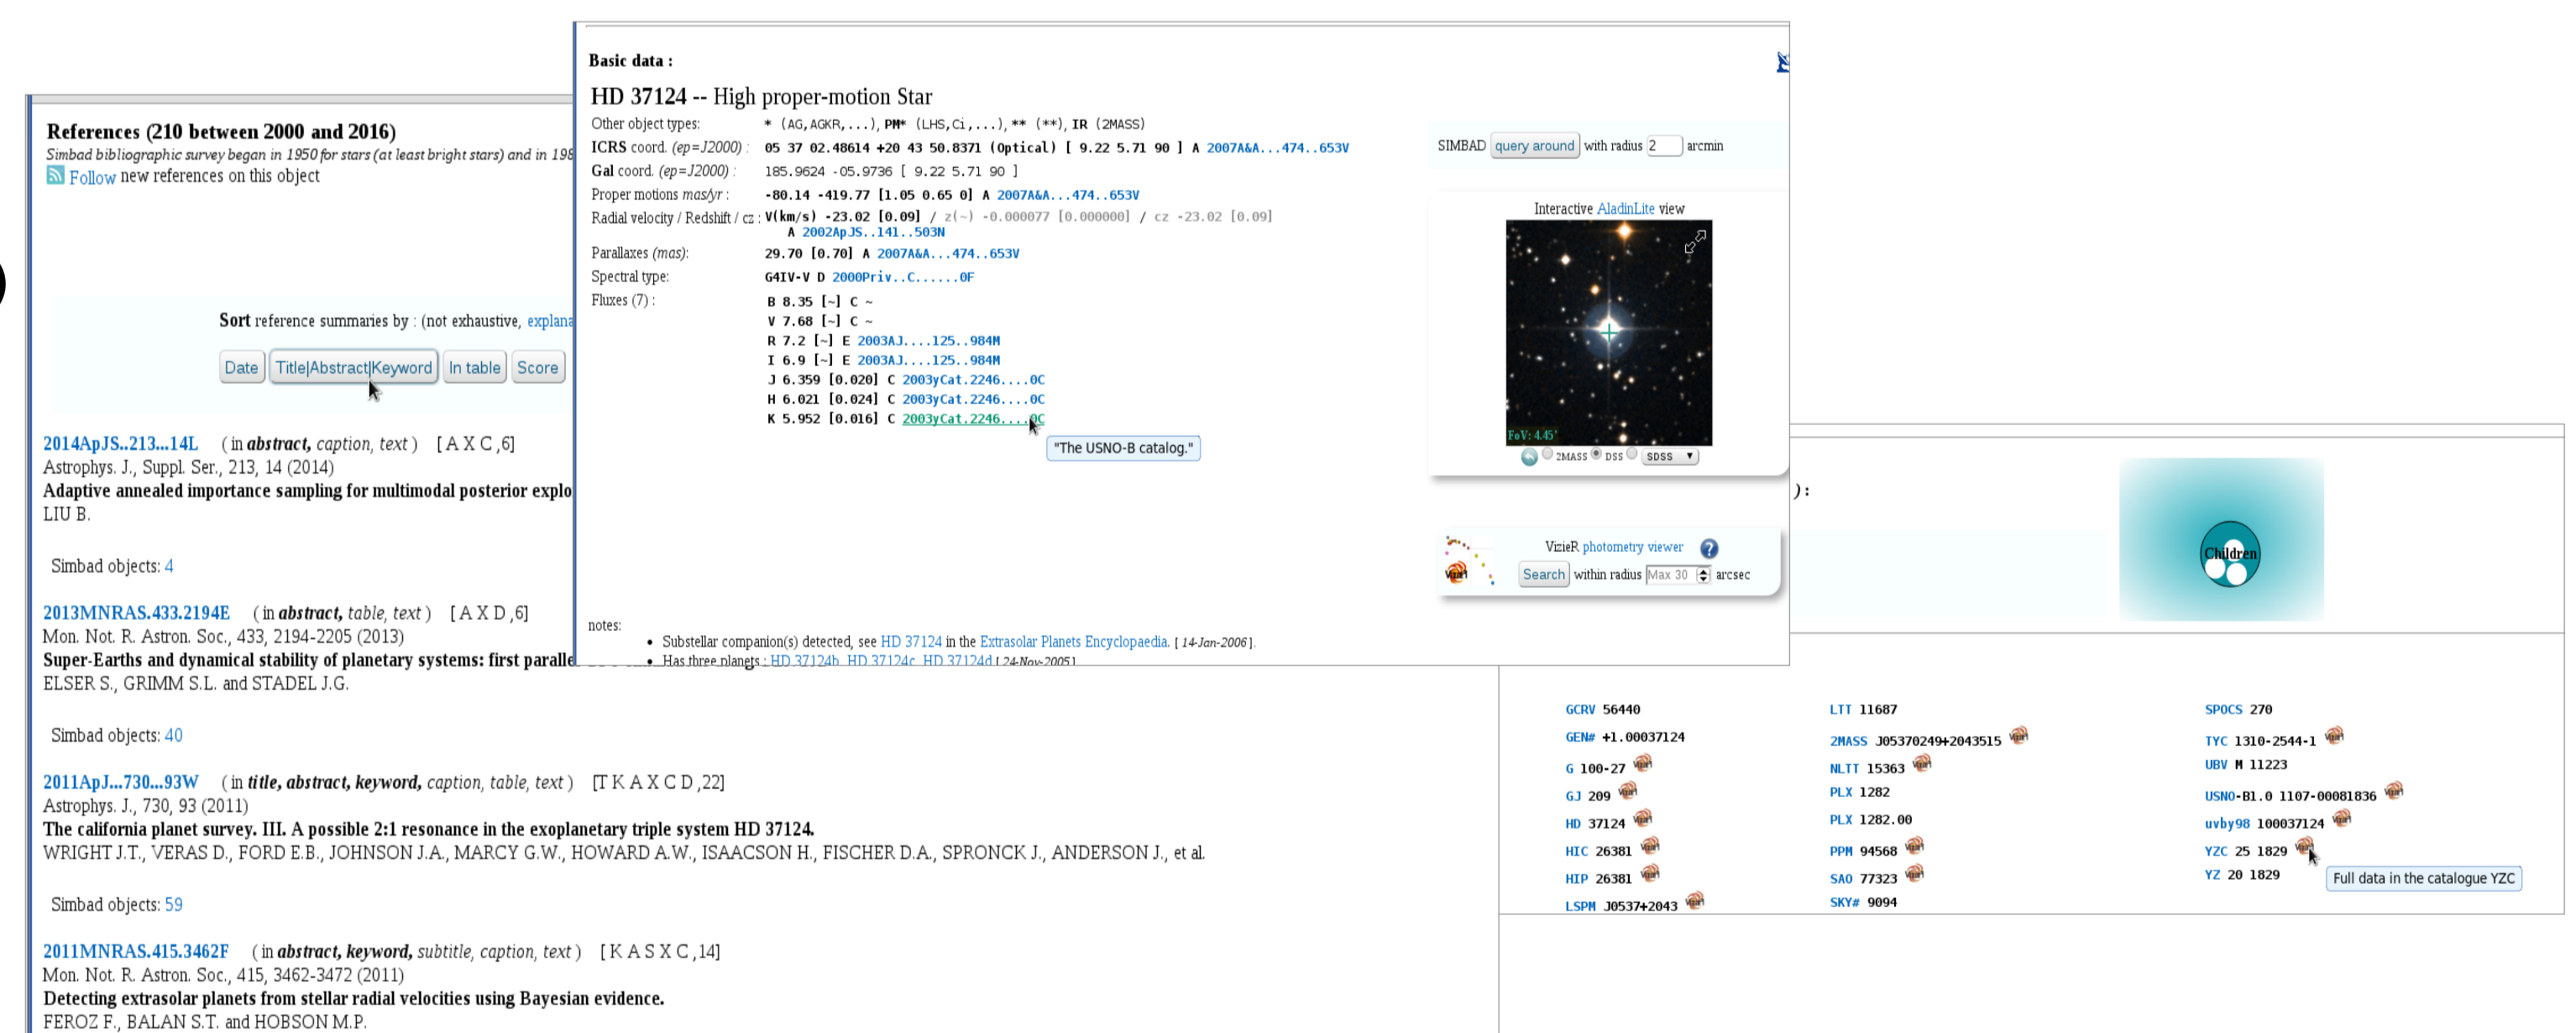 Basic data :
HD 37124 -- High proper-motion Star
Other object types: * (AG,AGKR,...), PM* (LHS,Ci,...), ** (**), IR (2MASS)
ICRS coord. (ep=J2000) : 05 37 02.48614 +20 43 50.8371 (Optical) [ 9.22 5.71 90 ] A 2007A&A...474..653V
Gal coord. (ep=J2000) : 185.9624 -05.9736 [ 9.22 5.71 90 ]
Proper motions mas/yr : -80.14 -419.77 [1.05 0.65 0] A 2007A&A...474..653V
Radial velocity / Redshift / cz : V(km/s) -23.02 [0.09] / z(~) -0.000077 [0.000000] / cz -23.02 [0.09]
A 2002ApJS..141..503N
Parallaxes (mas): 29.70 [0.70] A 2007A&A...474..653V
Spectral type: G4IV-V D 2000Priv..C......0F
Fluxes (7) : B 8.35 [~] C ~
V 7.68 [~] C ~
R 7.2 [~] E 2003AJ....125..984M
I 6.9 [~] E 2003AJ....125..984M
J 6.359 [0.020] C 2003yCat.2246....0C
H 6.021 [0.024] C 2003yCat.2246....0C
K 5.952 [0.016] C 2003yCat.2246....0C
"The USNO-B catalog."
SIMBAD query around with radius 2 arcmin
Interactive AladinLite view
FoV: 4.45'
2MASS DSS SDSS
VizieR photometry viewer ?
Search within radius Max 30 arcsec
notes:
• Substellar companion(s) detected, see HD 37124 in the Extrasolar Planets Encyclopaedia. [ 14-Jan-2006 ].
• Has three planets : HD 37124b, HD 37124c, HD 37124d [ 24-Nov-2005 ]
References (210 between 2000 and 2016)
Simbad bibliographic survey began in 1950 for stars (at least bright stars) and in 198
Follow new references on this object
Sort reference summaries by : (not exhaustive, explana
Date Title|Abstract|Keyword In table Score
2014ApJS..213...14L ( in abstract, caption, text ) [ A X C ,6]
Astrophys. J., Suppl. Ser., 213, 14 (2014)
Adaptive annealed importance sampling for multimodal posterior explo
LIU B.
Simbad objects: 4
2013MNRAS.433.2194E ( in abstract, table, text ) [ A X D ,6]
Mon. Not. R. Astron. Soc., 433, 2194-2205 (2013)
Super-Earths and dynamical stability of planetary systems: first paralle
ELSER S., GRIMM S.L. and STADEL J.G.
Simbad objects: 40
2011ApJ...730...93W ( in title, abstract, keyword, caption, table, text ) [T K A X C D ,22]
Astrophys. J., 730, 93 (2011)
The california planet survey. III. A possible 2:1 resonance in the exoplanetary triple system HD 37124.
WRIGHT J.T., VERAS D., FORD E.B., JOHNSON J.A., MARCY G.W., HOWARD A.W., ISAACSON H., FISCHER D.A., SPRONCK J., ANDERSON J., et al.
Simbad objects: 59
2011MNRAS.415.3462F ( in abstract, keyword, subtitle, caption, text ) [ K A S X C ,14]
Mon. Not. R. Astron. Soc., 415, 3462-3472 (2011)
Detecting extrasolar planets from stellar radial velocities using Bayesian evidence.
FEROZ F., BALAN S.T. and HOBSON M.P.
):
Children
GCRV 56440
GEN# +1.00037124
G 100-27
GJ 209
HD 37124
HIC 26381
HIP 26381
LSPM J0537+2043
LTT 11687
2MASS J05370249+2043515
NLTT 15363
PLX 1282
PLX 1282.00
PPM 94568
SAO 77323
SKY# 9094
SPOCS 270
TYC 1310-2544-1
UBV M 11223
USNO-B1.0 1107-00081836
uvby98 100037124
YZC 25 1829
YZ 20 1829
Full data in the catalogue YZC